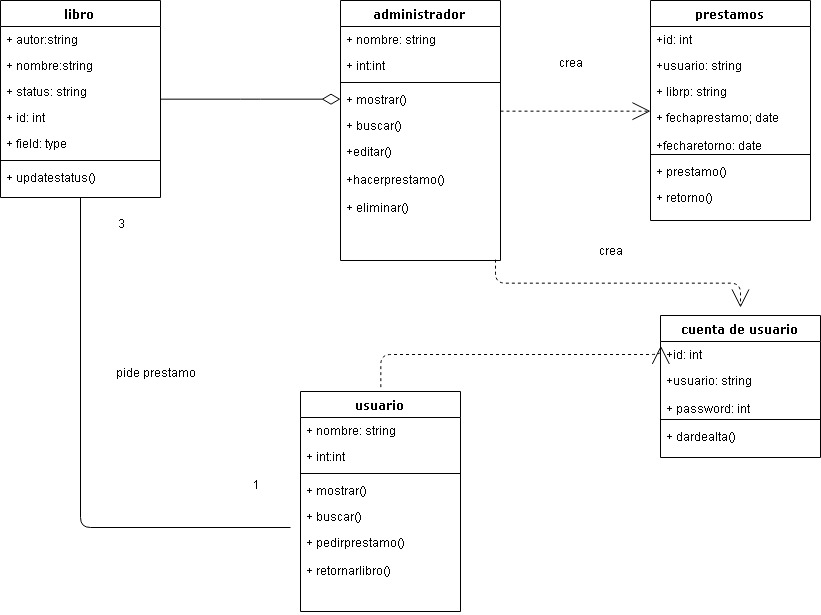 libro
+ autor:string
+ nombre:string
+ status: string
+ id: int
+ field: type
+ updatestatus()
administrador
+ nombre: string
+ int:int
+ mostrar()
+ buscar()
+editar()
+hacerprestamo()
+ eliminar()
crea
prestamos
+id: int
+usuario: string
+ librp: string
+ fechaprestamo; date
+fecharetorno: date
+ prestamo()
+ retorno()
3
crea
cuenta de usuario
+id: int
+usuario: string
+ password: int
+ dardealta()
pide prestamo
1
usuario
+ nombre: string
+ int:int
+ mostrar()
+ buscar()
+ pedirprestamo()
+ retornarlibro()